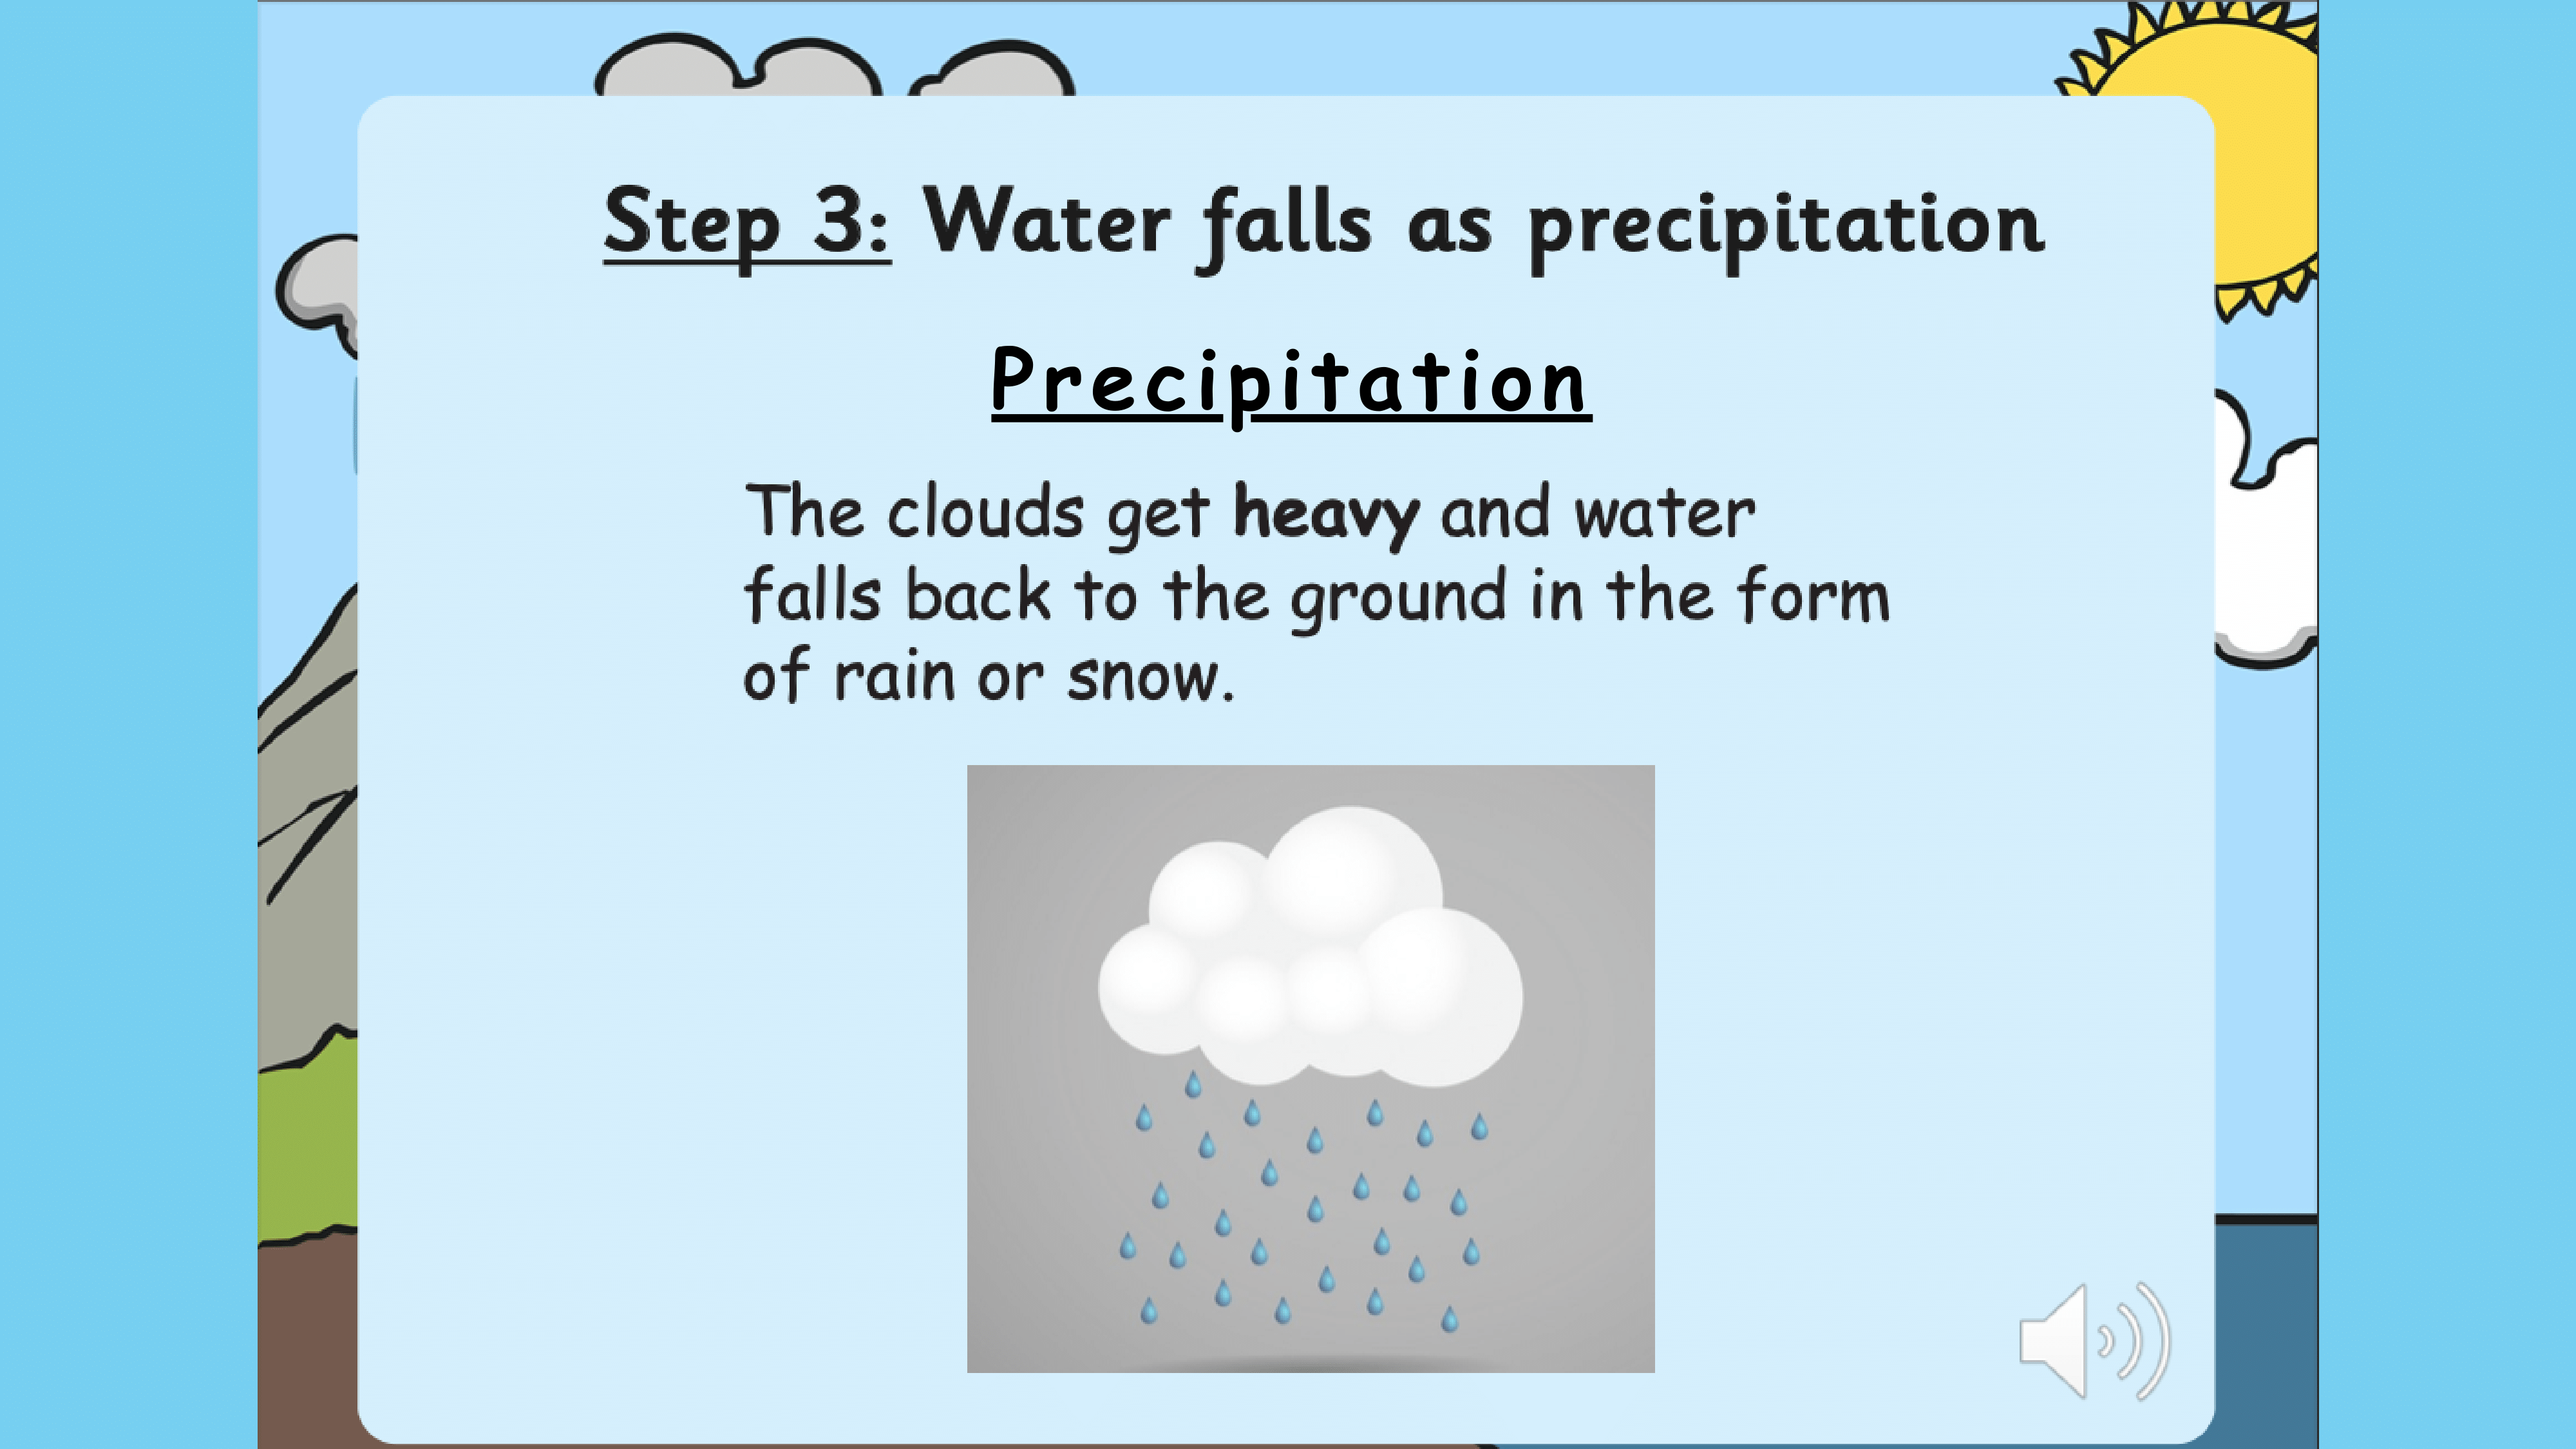 Step 3: Water falls as precipitation
Precipitation
The clouds get heavy and water
falls back to the ground in the form
of rain or snow.